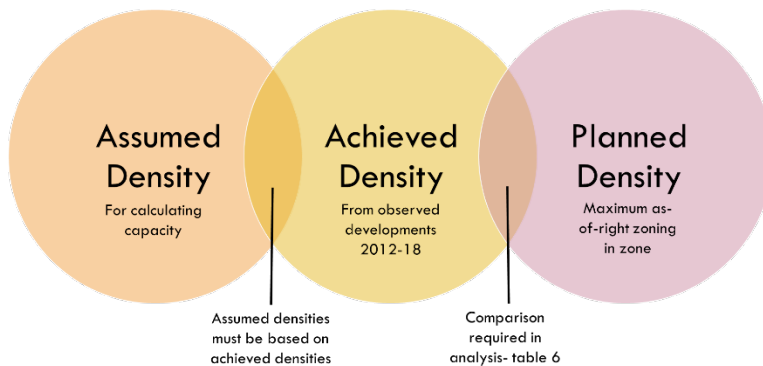 Assumed
Density
For calculating
capacity
Achieved
Density
From observed
developments
2012-18
Planned
Density
Maximum as-
of-right zoning
in zone
Assumed densities
must be based on
achieved densities
Comparison
required in
analysis- table 6